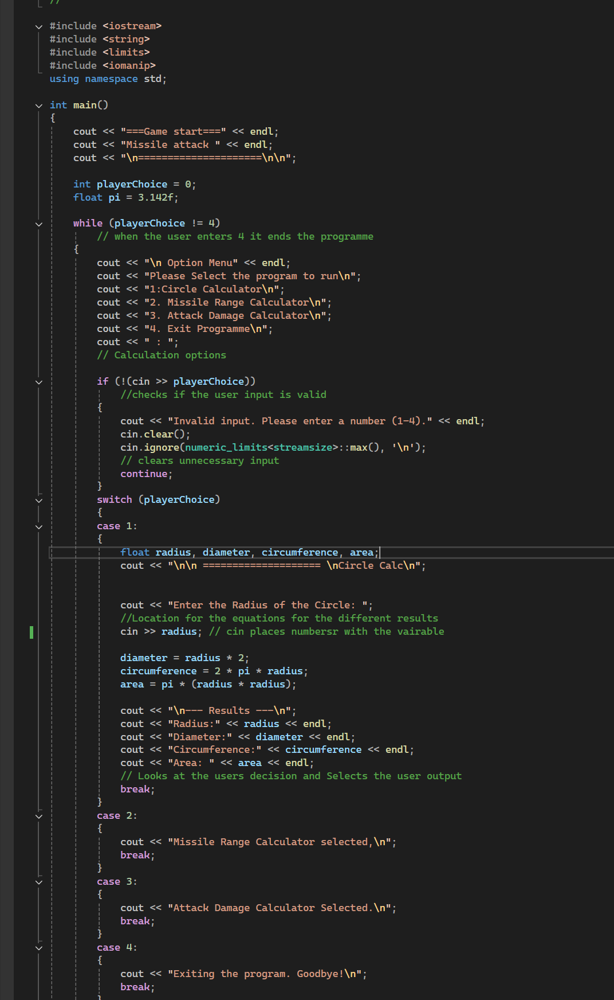 //
#include <iostream>
#include <string>
#include <limits>
#include <iomanip>
using namespace std;
int main()
{
cout << "===Game start===" << endl;
cout << "Missile attack " << endl;
cout << "\n=====================\n\n";
int playerChoice = 0;
float pi = 3.142f;
while (playerChoice != 4)
// when the user enters 4 it ends the programme
{
cout << "\n Option Menu" << endl;
cout << "Please Select the program to run\n";
cout << "1:Circle Calculator\n";
cout << "2. Missile Range Calculator\n";
cout << "3. Attack Damage Calculator\n";
cout << "4. Exit Programme\n";
cout << " : ";
// Calculation options
if (!(cin >> playerChoice))
//checks if the user input is valid
{
cout << "Invalid input. Please enter a number (1-4)." << endl;
cin.clear();
cin.ignore(numeric_limits<streamsize>::max(), '\n');
// clears unnecessary input
continue;
}
switch (playerChoice)
{
case 1:
{
float radius, diameter, circumference, area;
cout << "\n\n ==================== \nCircle Calc\n";
cout << "Enter the Radius of the Circle: ";
//Location for the equations for the different results
cin >> radius; // cin places numbersr with the vairable
diameter = radius * 2;
circumference = 2 * pi * radius;
area = pi * (radius * radius);
cout << "\n--- Results ---\n";
cout << "Radius:" << radius << endl;
cout << "Diameter:" << diameter << endl;
cout << "Circumference:" << circumference << endl;
cout << "Area: " << area << endl;
// Looks at the users decision and Selects the user output
break;
}
case 2:
{
cout << "Missile Range Calculator selected,\n";
break;
}
case 3:
{
cout << "Attack Damage Calculator Selected.\n";
break;
}
case 4:
{
cout << "Exiting the program. Goodbye!\n";
break;
}